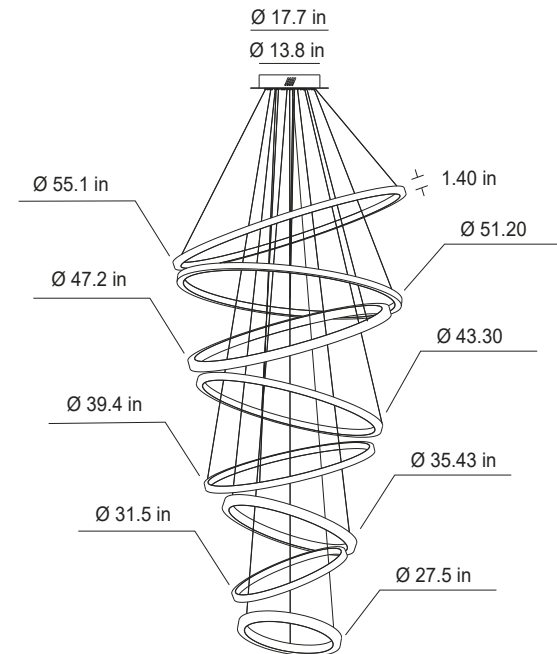 Ø 17.7 in
Ø 13.8 in
1.40 in
Ø 55.1 in
Ø 51.20
Ø 47.2 in
Ø 43.30
Ø 39.4 in
Ø 35.43 in
Ø 31.5 in
Ø 27.5 in